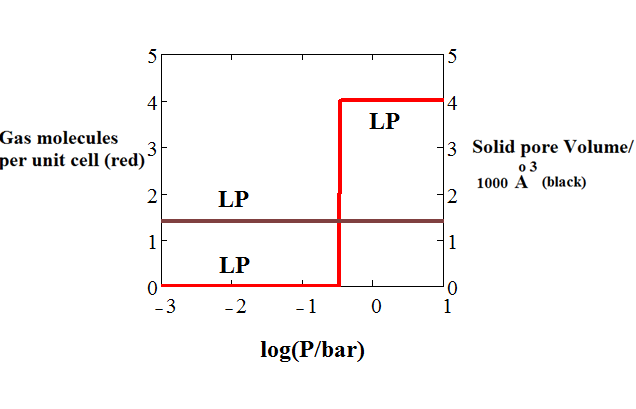 5
4
3
2
1
0
5
4
3
2
1
0
Gas molecules
per unit cell (red)
LP
LP
LP
Solid pore Volume/
1000 Å 3 (black)
-3 -2 -1 0 1
log(P/bar)